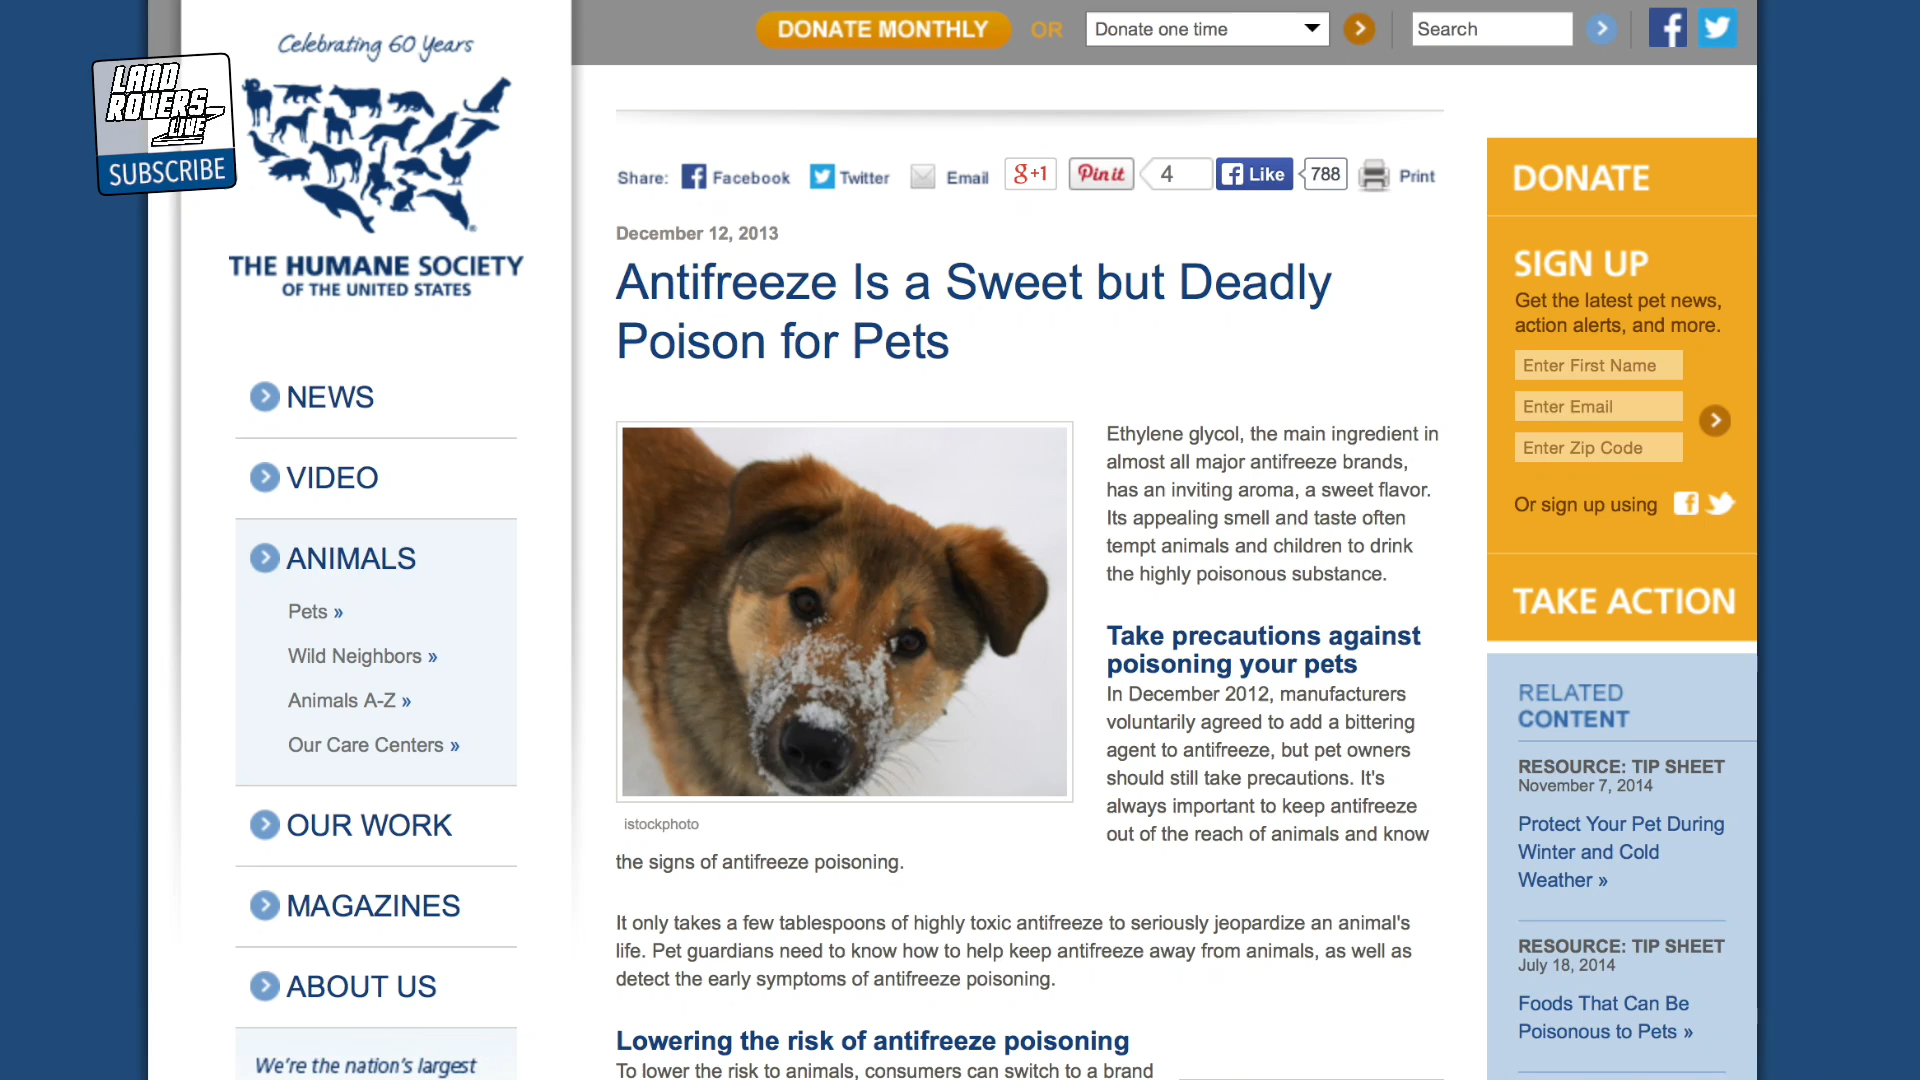 Celebrating 60 Years
THE HUMANE SOCIETY
OF THE UNITED STATES
LAND
ROVERS
LIVE
SUBSCRIBE
DONATE MONTHLY OR Donate one time Search
NEWS
VIDEO
ANIMALS
Pets »
Wild Neighbors »
Animals A-Z »
Our Care Centers »
OUR WORK
MAGAZINES
ABOUT US
We're the nation's largest
Share: Facebook Twitter Email g+1 Pin it 4 Like 788 Print
December 12, 2013
Antifreeze Is a Sweet but Deadly
Poison for Pets
istockphoto
Ethylene glycol, the main ingredient in
almost all major antifreeze brands,
has an inviting aroma, a sweet flavor.
Its appealing smell and taste often
tempt animals and children to drink
the highly poisonous substance.
Take precautions against
poisoning your pets
In December 2012, manufacturers
voluntarily agreed to add a bittering
agent to antifreeze, but pet owners
should still take precautions. It's
always important to keep antifreeze
out of the reach of animals and know
the signs of antifreeze poisoning.
It only takes a few tablespoons of highly toxic antifreeze to seriously jeopardize an animal's
life. Pet guardians need to know how to help keep antifreeze away from animals, as well as
detect the early symptoms of antifreeze poisoning.
Lowering the risk of antifreeze poisoning
To lower the risk to animals, consumers can switch to a brand
DONATE
SIGN UP
Get the latest pet news,
action alerts, and more.
Enter First Name
Enter Email
Enter Zip Code
Or sign up using
TAKE ACTION
RELATED
CONTENT
RESOURCE: TIP SHEET
November 7, 2014
Protect Your Pet During
Winter and Cold
Weather »
RESOURCE: TIP SHEET
July 18, 2014
Foods That Can Be
Poisonous to Pets »